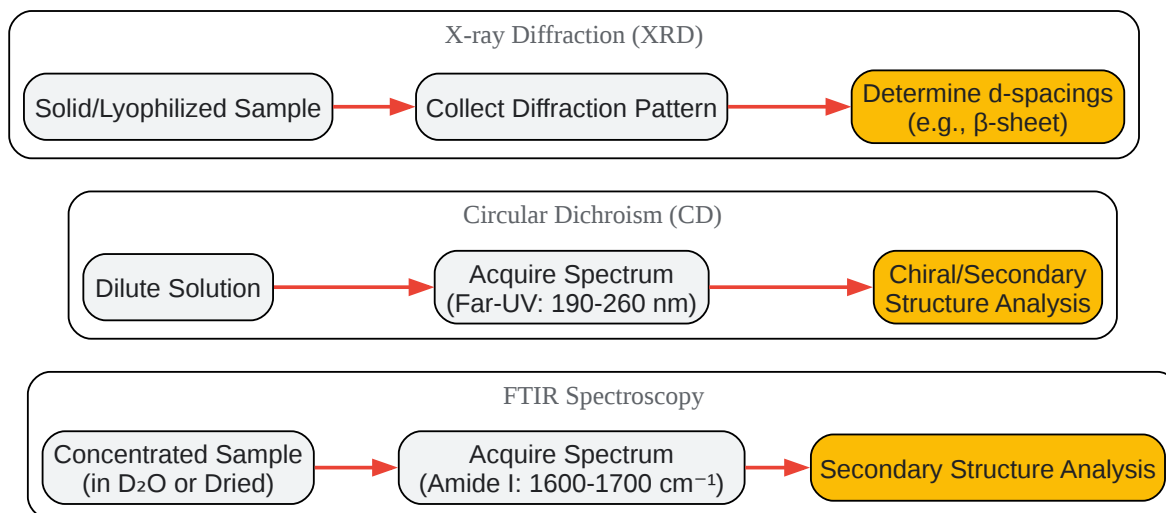 X-ray Diffraction (XRD)
Solid/Lyophilized Sample
Collect Diffraction Pattern
Determine d-spacings
(e.g., β-sheet)
Circular Dichroism (CD)
Dilute Solution
Acquire Spectrum
(Far-UV: 190-260 nm)
Chiral/Secondary
Structure Analysis
FTIR Spectroscopy
Concentrated Sample
(in D₂O or Dried)
Acquire Spectrum
(Amide I: 1600-1700 cm⁻¹)
Secondary Structure Analysis